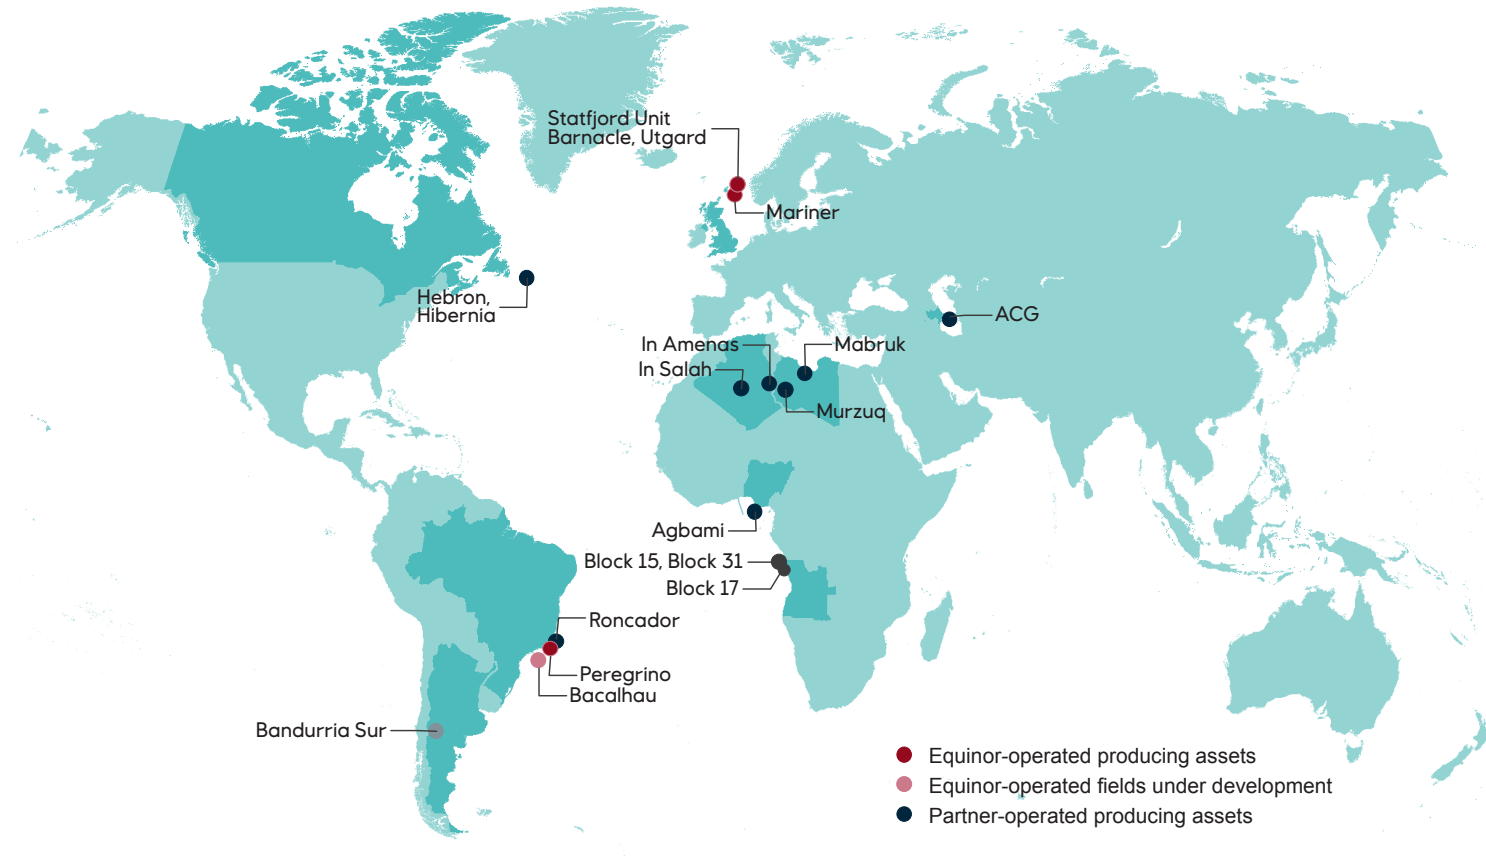 Statfjord Unit
Barnacle, Utgard
Mariner
Hebron,
Hibernia
ACG
In Amenas
Mabruk
In Salah
Murzuq
Agbami
Block 15, Block 31
Block 17
Roncador
Peregrino
Bacalhau
Bandurria Sur
Equinor-operated producing assets
Equinor-operated fields under development
Partner-operated producing assets